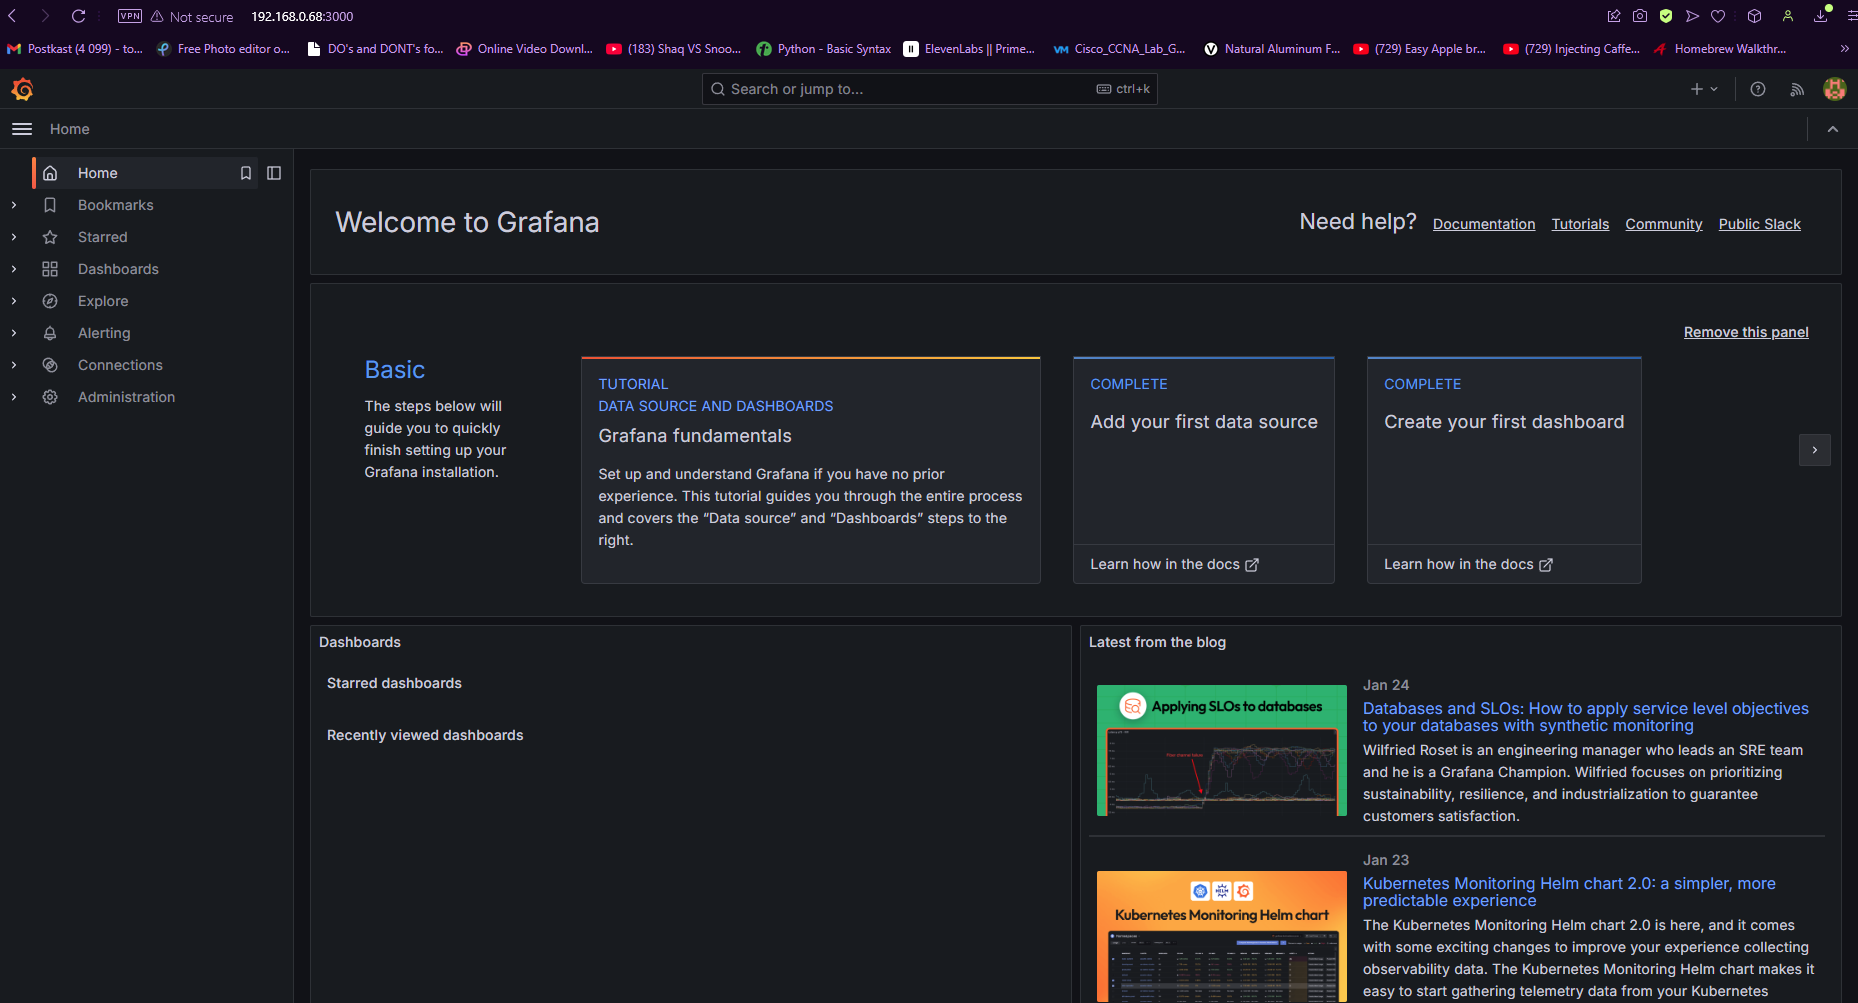 VPN Not secure 192.168.0.68:3000
Postkast (4 099) - to... Free Photo editor o... DO's and DONT's fo... Online Video Downl... (183) Shaq VS Snoo... Python - Basic Syntax ElevenLabs || Prime... Cisco_CCNA_Lab_G... Natural Aluminum F... (729) Easy Apple br... (729) Injecting Caffe... Homebrew Walkthr...
Search or jump to... ctrl+k
Home
Home
Bookmarks
Starred
Dashboards
Explore
Alerting
Connections
Administration
Welcome to Grafana
Need help? Documentation Tutorials Community Public Slack
Remove this panel
Basic
The steps below will
guide you to quickly
finish setting up your
Grafana installation.
TUTORIAL
DATA SOURCE AND DASHBOARDS
Grafana fundamentals
Set up and understand Grafana if you have no prior
experience. This tutorial guides you through the entire process
and covers the “Data source” and “Dashboards” steps to the
right.
COMPLETE
Add your first data source
Learn how in the docs
COMPLETE
Create your first dashboard
Learn how in the docs
Dashboards
Starred dashboards
Recently viewed dashboards
Latest from the blog
Applying SLOs to databases
Jan 24
Databases and SLOs: How to apply service level objectives
to your databases with synthetic monitoring
Wilfried Roset is an engineering manager who leads an SRE team
and he is a Grafana Champion. Wilfried focuses on prioritizing
sustainability, resilience, and industrialization to guarantee
customers satisfaction.
HELM
Kubernetes Monitoring Helm chart
Jan 23
Kubernetes Monitoring Helm chart 2.0: a simpler, more
predictable experience
The Kubernetes Monitoring Helm chart 2.0 is here, and it comes
with some exciting changes to improve your experience collecting
observability data. The Kubernetes Monitoring Helm chart makes it
easy to start gathering telemetry data from your Kubernetes